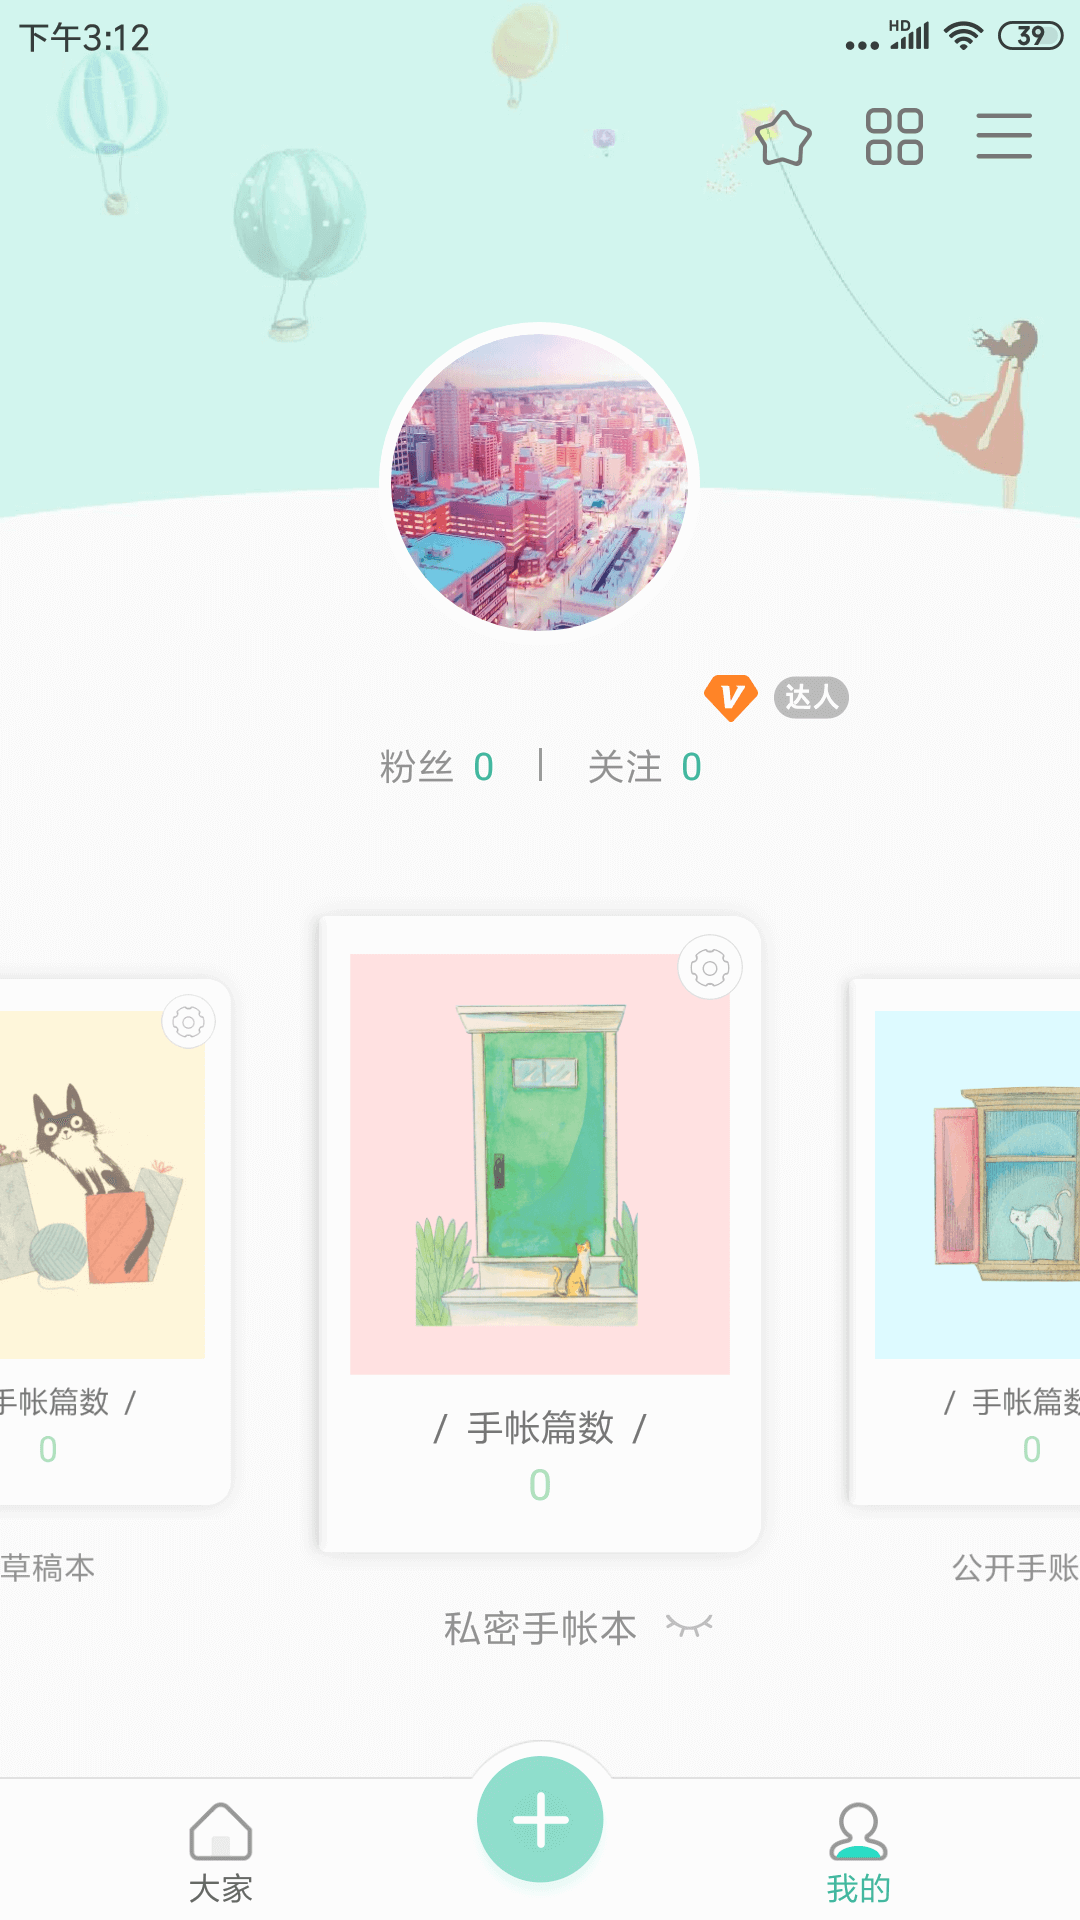 下午3:12
HD
39
V 达人
粉丝 0 | 关注 0
手帐篇数 /
0
草稿本
/ 手帐篇数 /
0
私密手帐本
/ 手帐篇数
0
公开手账
大家
我的